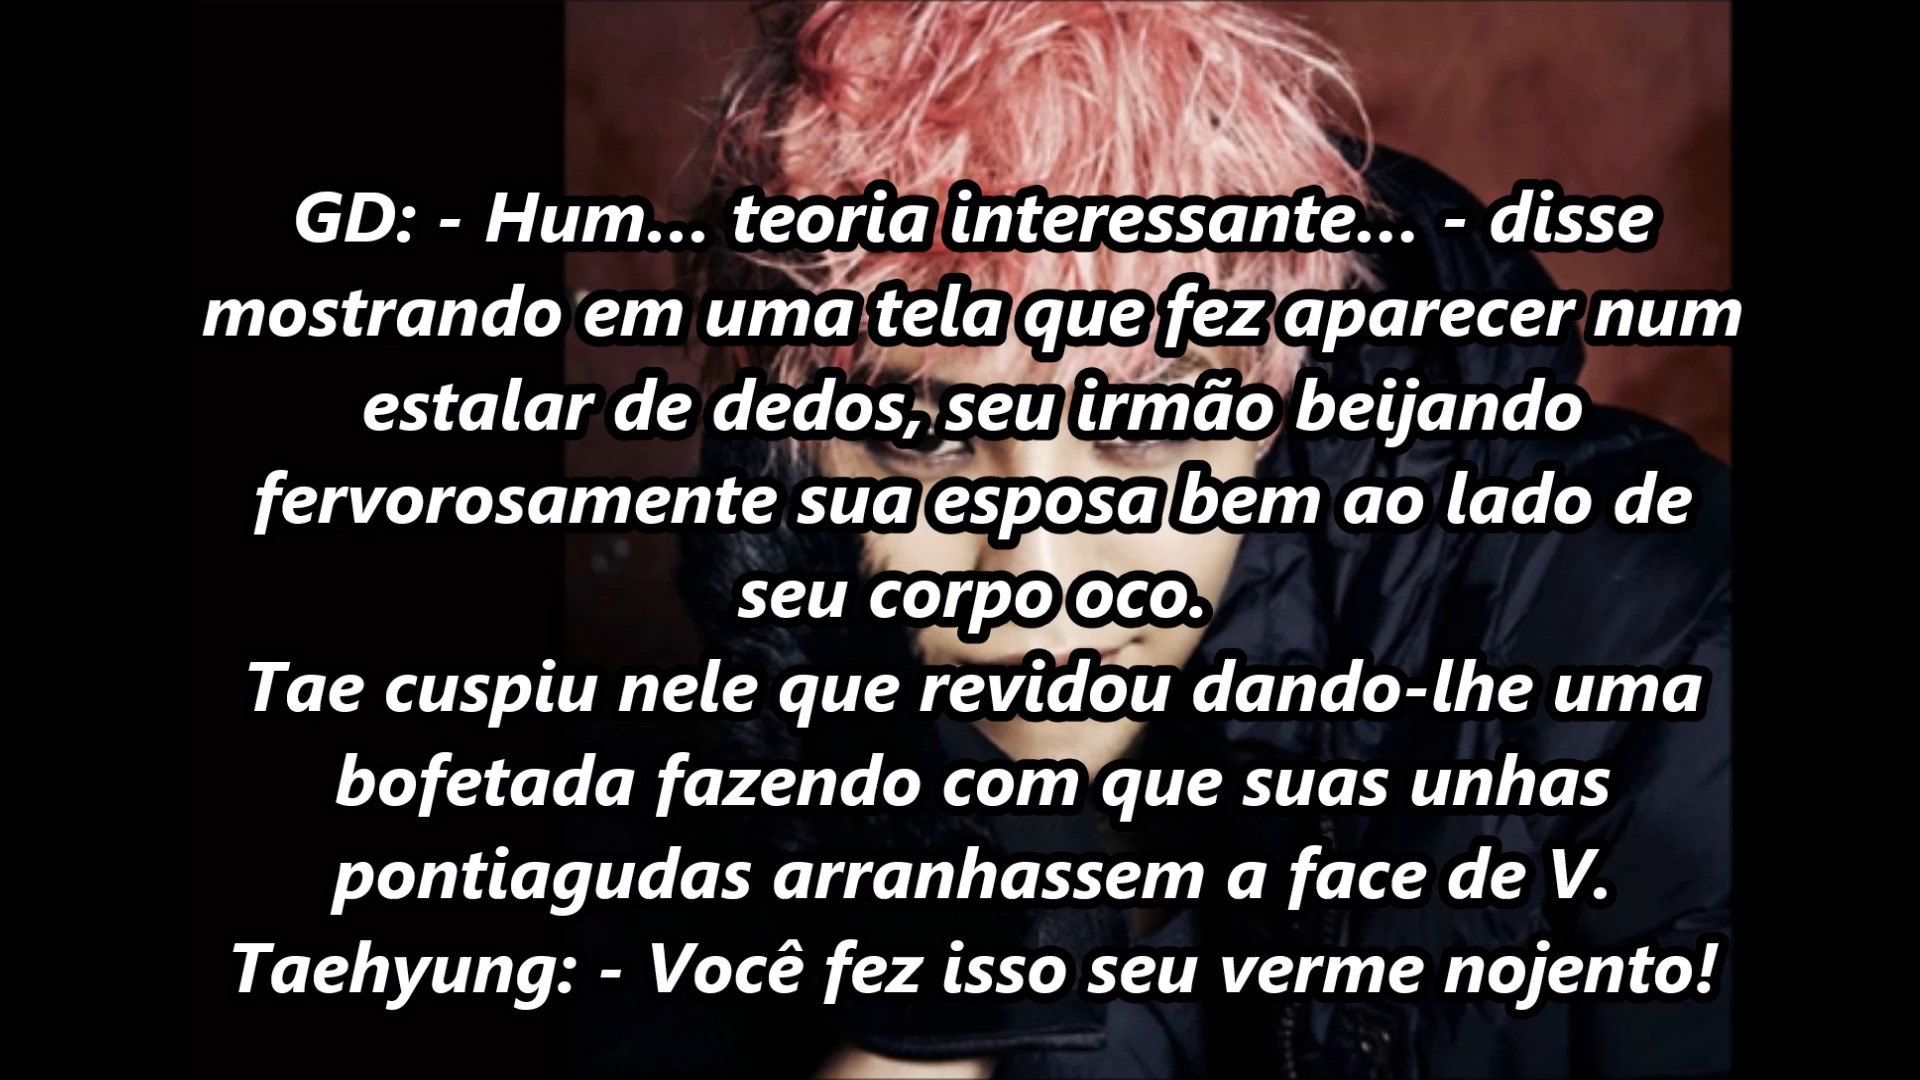 GD: - Hum... teoria interessante... - disse
mostrando em uma tela que fez aparecer num
estalar de dedos, seu irmão beijando
fervorosamente sua esposa bem ao lado de
seu corpo oco.
Tae cuspiu nele que revidou dando-lhe uma
bofetada fazendo com que suas unhas
pontiagudas arranhassem a face de V.
Taehyung: - Você fez isso seu verme nojento!